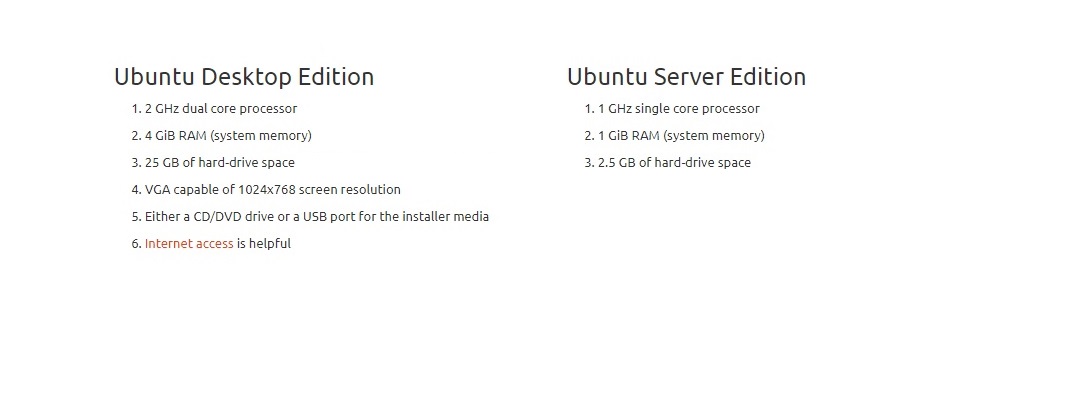 Ubuntu Desktop Edition
1. 2 GHz dual core processor
2. 4 GiB RAM (system memory)
3. 25 GB of hard-drive space
4. VGA capable of 1024x768 screen resolution
5. Either a CD/DVD drive or a USB port for the installer media
6. Internet access is helpful
Ubuntu Server Edition
1. 1 GHz single core processor
2. 1 GiB RAM (system memory)
3. 2.5 GB of hard-drive space